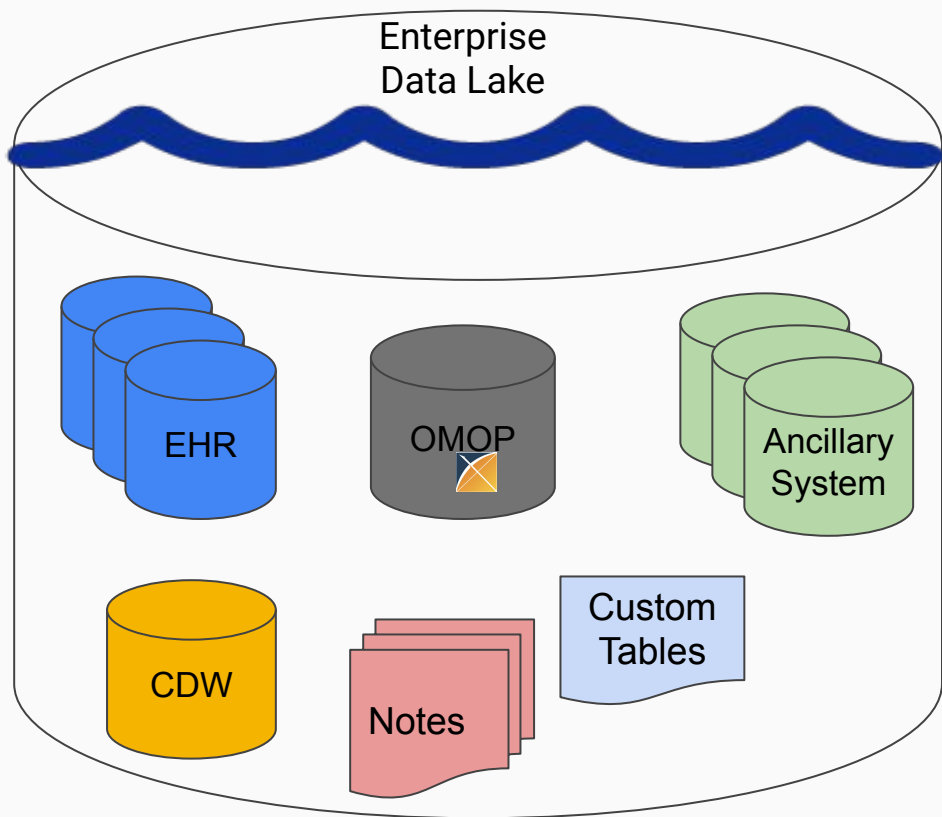 Enterprise
Data Lake
EHR
OMOP
Ancillary
System
CDW
Notes
Custom
Tables